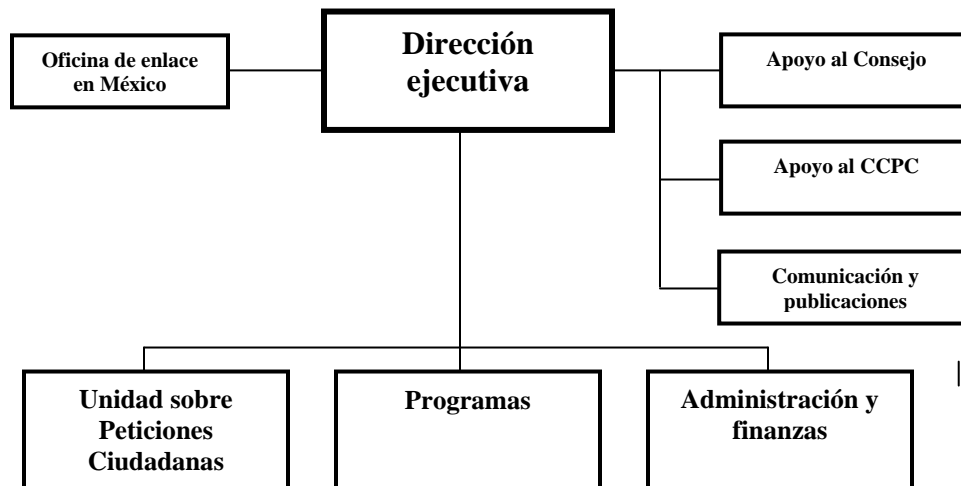 Dirección
ejecutiva
Oficina de enlace
en México
Apoyo al Consejo
Apoyo al CCPC
Comunicación y
publicaciones
Unidad sobre
Peticiones
Ciudadanas
Programas
Administración y
finanzas